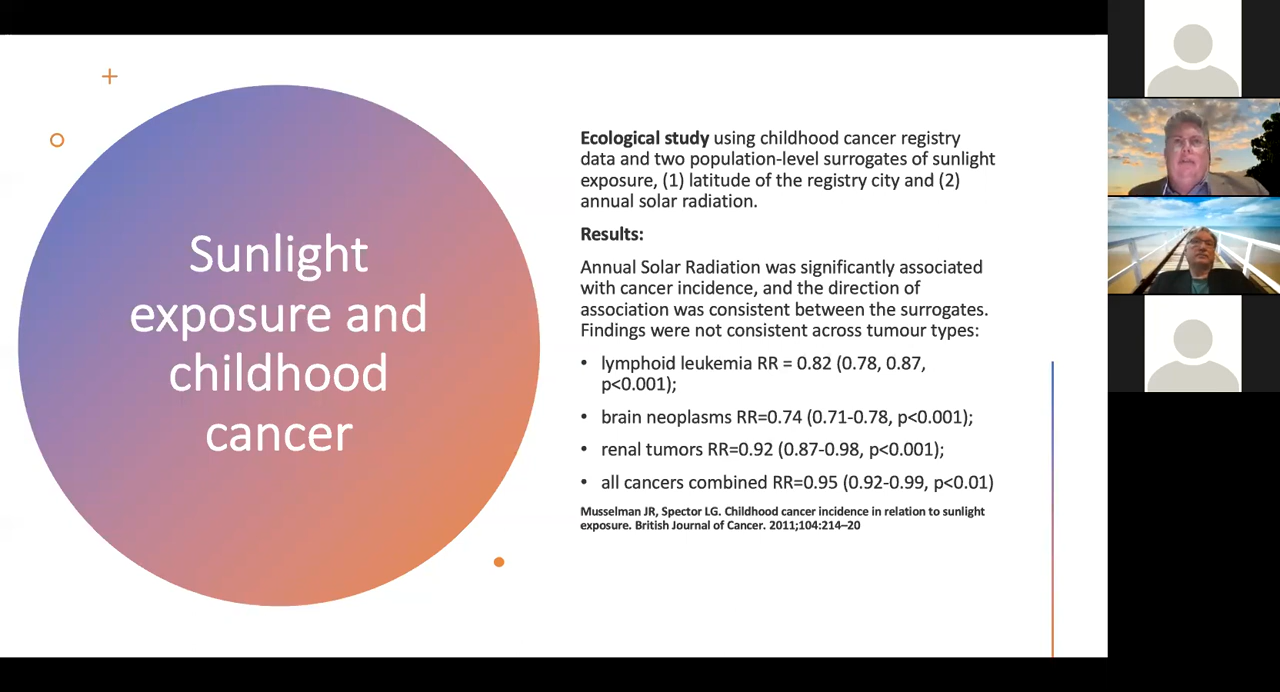 Sunlight
exposure and
childhood
cancer
Ecological study using childhood cancer registry
data and two population-level surrogates of sunlight
exposure, (1) latitude of the registry city and (2)
annual solar radiation.
Results:
Annual Solar Radiation was significantly associated
with cancer incidence, and the direction of
association was consistent between the surrogates.
Findings were not consistent across tumour types:
• lymphoid leukemia RR = 0.82 (0.78, 0.87,
p<0.001);
• brain neoplasms RR=0.74 (0.71-0.78, p<0.001);
• renal tumors RR=0.92 (0.87-0.98, p<0.001);
• all cancers combined RR=0.95 (0.92-0.99, p<0.01)
Musselman JR, Spector LG. Childhood cancer incidence in relation to sunlight
exposure. British Journal of Cancer. 2011;104:214–20